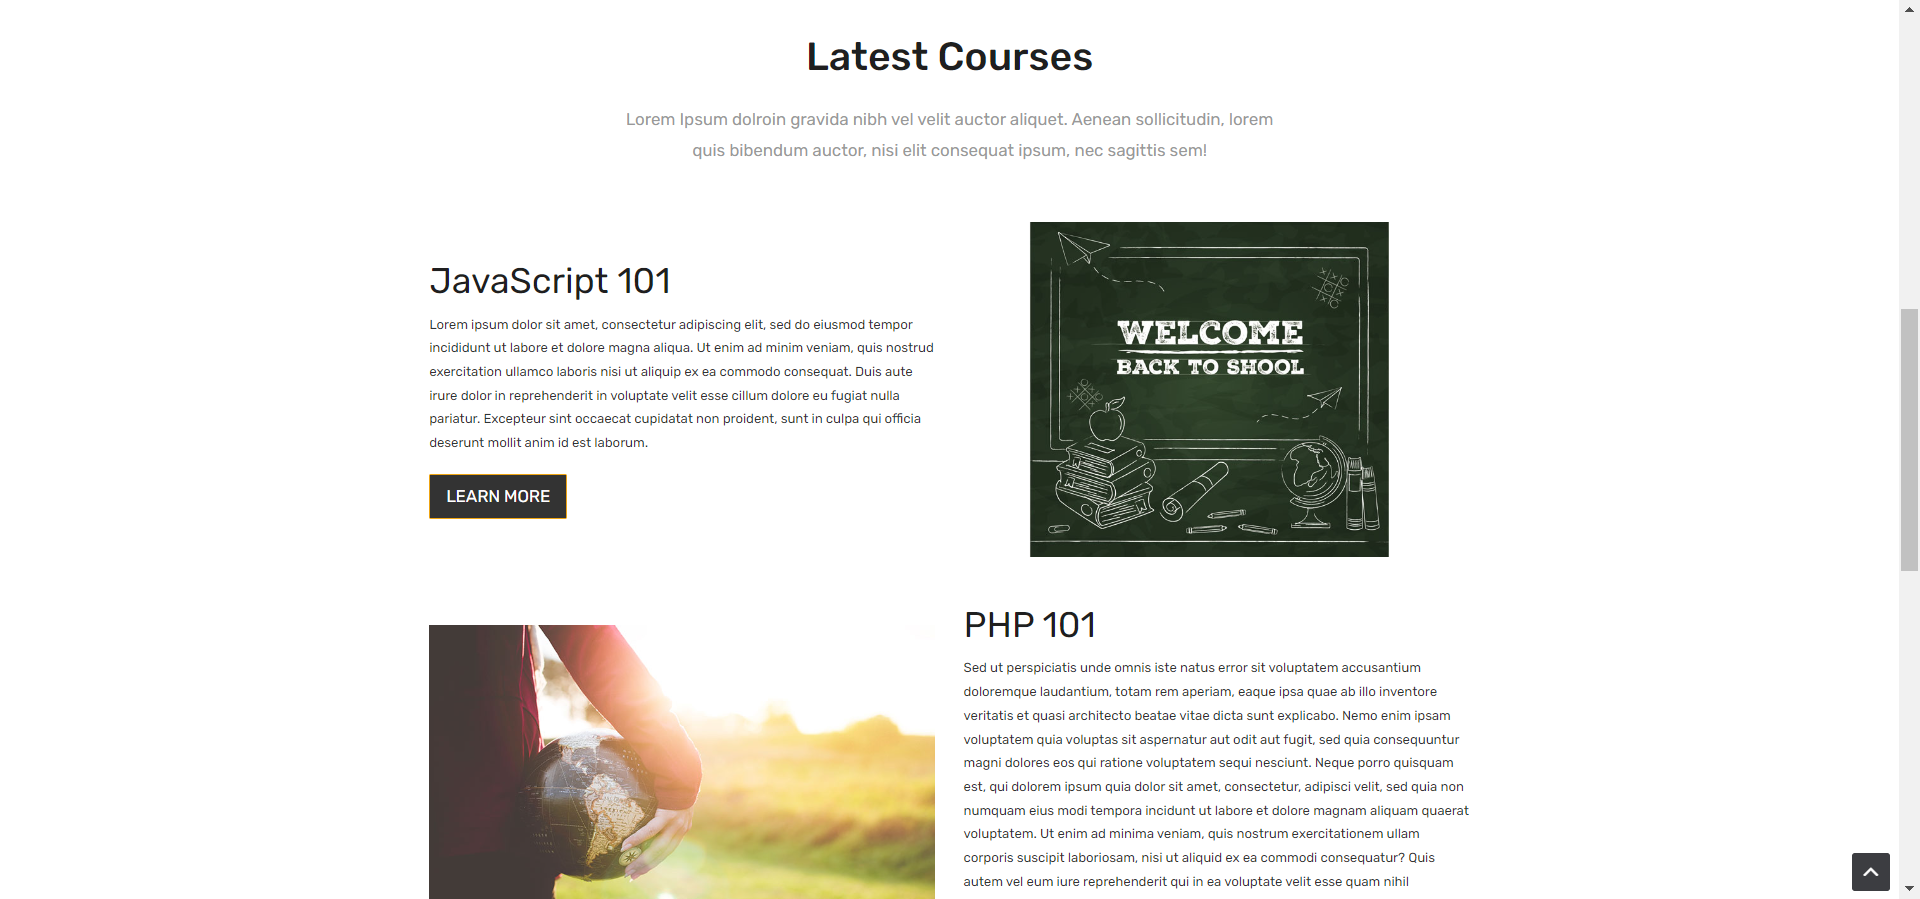 Latest Courses
Lorem Ipsum dolroin gravida nibh vel velit auctor aliquet. Aenean sollicitudin, lorem
quis bibendum auctor, nisi elit consequat ipsum, nec sagittis sem!
JavaScript 101
Lorem ipsum dolor sit amet, consectetur adipiscing elit, sed do eiusmod tempor
incididunt ut labore et dolore magna aliqua. Ut enim ad minim veniam, quis nostrud
exercitation ullamco laboris nisi ut aliquip ex ea commodo consequat. Duis aute
irure dolor in reprehenderit in voluptate velit esse cillum dolore eu fugiat nulla
pariatur. Excepteur sint occaecat cupidatat non proident, sunt in culpa qui officia
deserunt mollit anim id est laborum.
LEARN MORE
WELCOME
BACK TO SHOOL
PHP 101
Sed ut perspiciatis unde omnis iste natus error sit voluptatem accusantium
doloremque laudantium, totam rem aperiam, eaque ipsa quae ab illo inventore
veritatis et quasi architecto beatae vitae dicta sunt explicabo. Nemo enim ipsam
voluptatem quia voluptas sit aspernatur aut odit aut fugit, sed quia consequuntur
magni dolores eos qui ratione voluptatem sequi nesciunt. Neque porro quisquam
est, qui dolorem ipsum quia dolor sit amet, consectetur, adipisci velit, sed quia non
numquam eius modi tempora incidunt ut labore et dolore magnam aliquam quaerat
voluptatem. Ut enim ad minima veniam, quis nostrum exercitationem ullam
corporis suscipit laboriosam, nisi ut aliquid ex ea commodi consequatur? Quis
autem vel eum iure reprehenderit qui in ea voluptate velit esse quam nihil